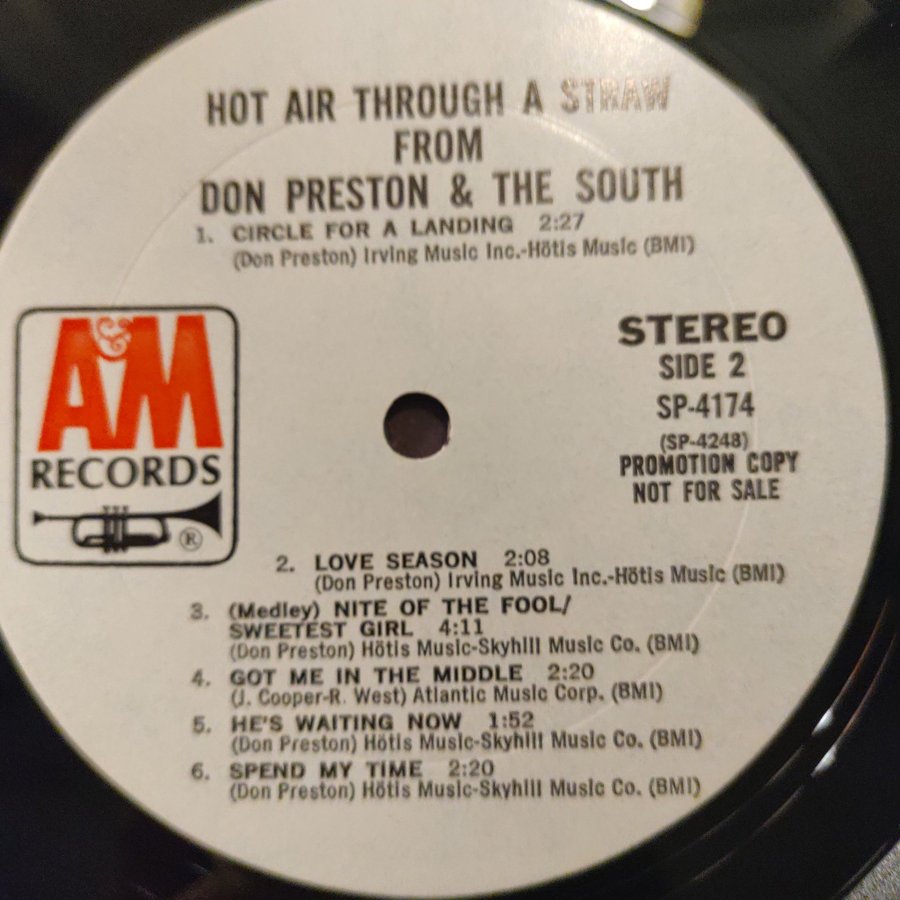 HOT AIR THROUGH A STRAW
FROM
DON PRESTON & THE SOUTH
1. CIRCLE FOR A LANDING 2:27
(Don Preston) Irving Music Inc.-Hötis Music (BMI)
A&M
RECORDS
®
STEREO
SIDE 2
SP-4174
(SP-4248)
PROMOTION COPY
NOT FOR SALE
2. LOVE SEASON 2:08
(Don Preston) Irving Music Inc.-Hötis Music (BMI)
3. (Medley) NITE OF THE FOOL/
SWEETEST GIRL 4:11
(Don Preston) Hötis Music-Skyhill Music Co. (BMI)
4. GOT ME IN THE MIDDLE 2:20
(J. Cooper-R. West) Atlantic Music Corp. (BMI)
5. HE'S WAITING NOW 1:52
(Don Preston) Hötis Music-Skyhill Music Co. (BMI)
6. SPEND MY TIME 2:20
(Don Preston) Hötis Music-Skyhill Music Co. (BMI)